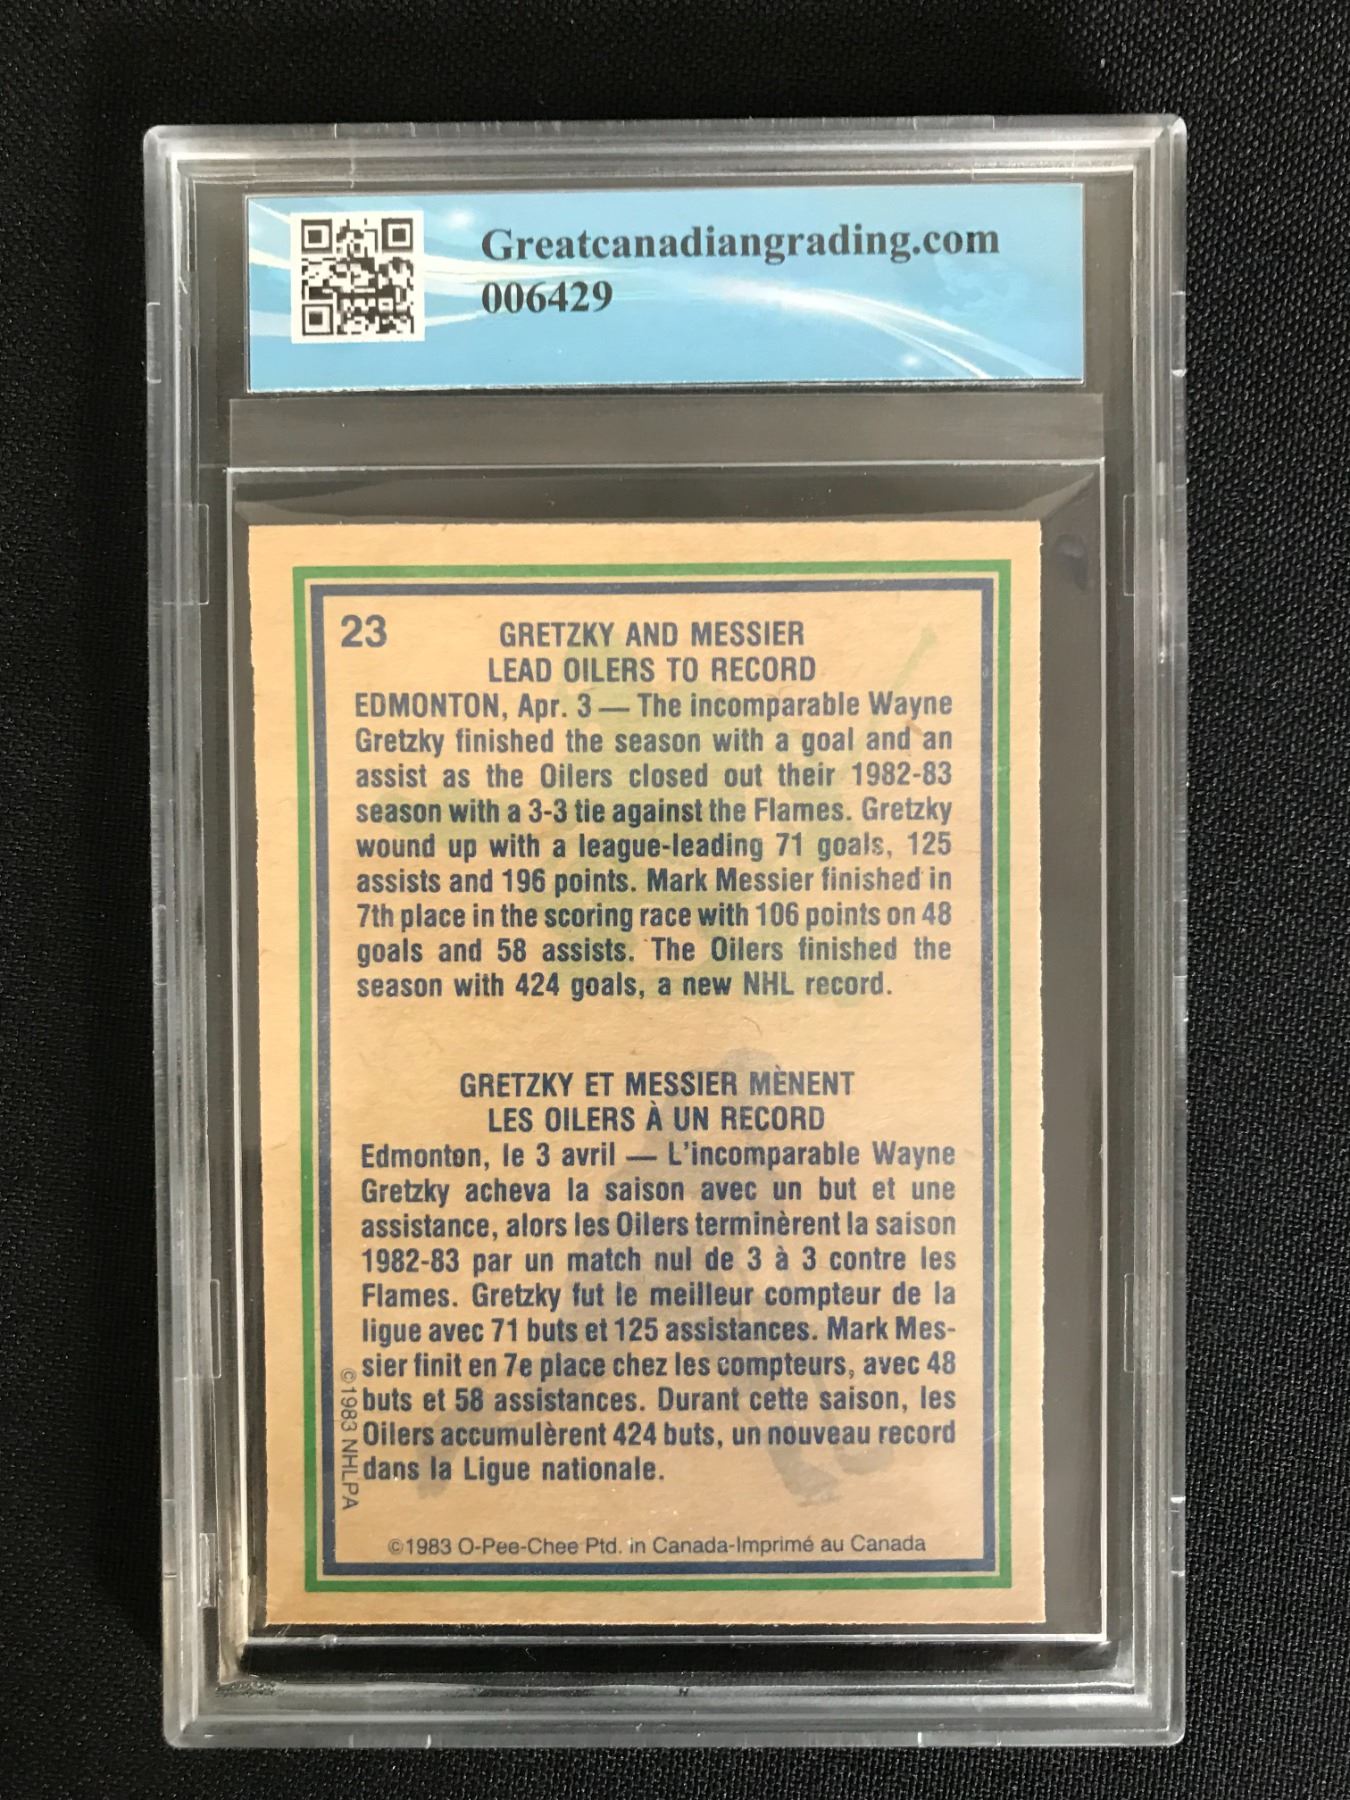 Greatcanadiangrading.com
006429
23
GRETZKY AND MESSIER
LEAD OILERS TO RECORD
EDMONTON, Apr. 3 — The incomparable Wayne
Gretzky finished the season with a goal and an
assist as the Oilers closed out their 1982-83
season with a 3-3 tie against the Flames. Gretzky
wound up with a league-leading 71 goals, 125
assists and 196 points. Mark Messier finished in
7th place in the scoring race with 106 points on 48
goals and 58 assists. The Oilers finished the
season with 424 goals, a new NHL record.
GRETZKY ET MESSIER MÈNENT
LES OILERS À UN RECORD
Edmonton, le 3 avril — L'incomparable Wayne
Gretzky acheva la saison avec un but et une
assistance, alors les Oilers terminèrent la saison
1982-83 par un match nul de 3 à 3 contre les
Flames. Gretzky fut le meilleur compteur de la
ligue avec 71 buts et 125 assistances. Mark Mes-
sier finit en 7e place chez les compteurs, avec 48
buts et 58 assistances. Durant cette saison, les
Oilers accumulèrent 424 buts, un nouveau record
dans la Ligue nationale.
©1983 NHLPA
©1983 O-Pee-Chee Ptd. in Canada-Imprimé au Canada